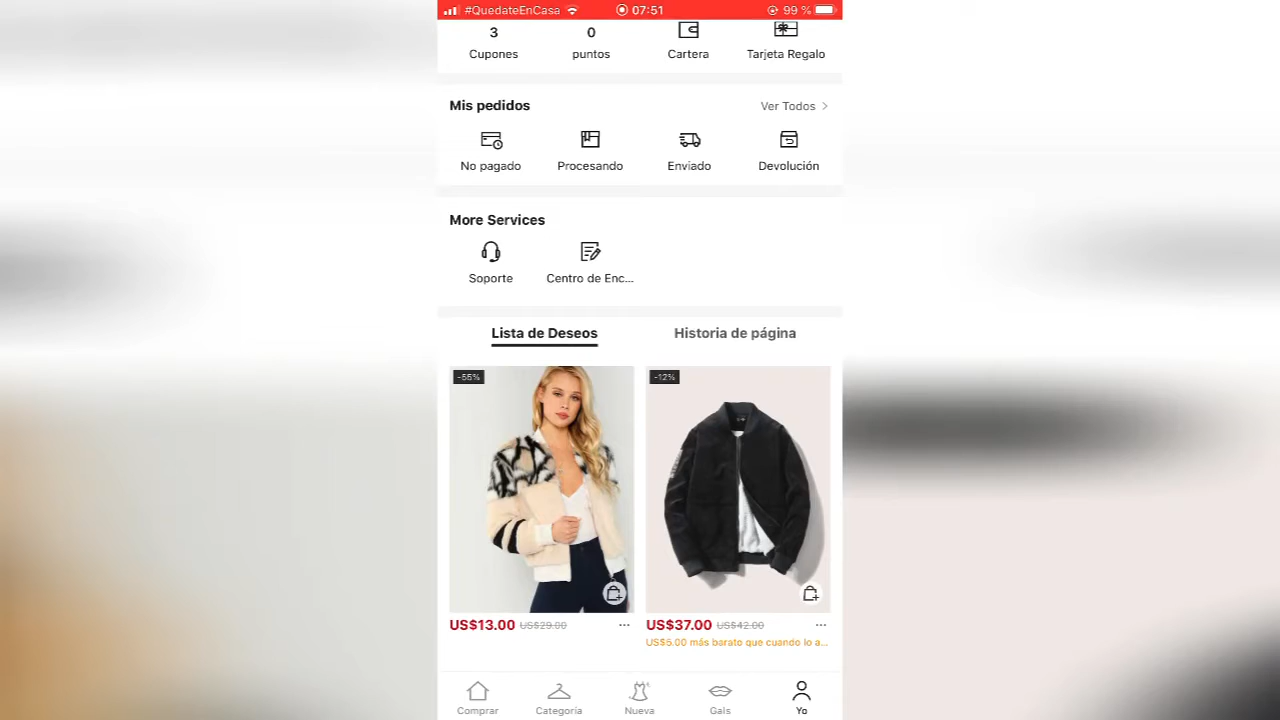 #QuedateEnCasa 07:51 99 %
3 0
Cupones puntos Cartera Tarjeta Regalo
Mis pedidos Ver Todos
No pagado Procesando Enviado Devolución
More Services
Soporte Centro de Enc...
Lista de Deseos Historia de página
-55% -12%
US$13.00 US$29.00 ... US$37.00 US$42.00 ...
US$5.00 más barato que cuando lo a...
Comprar Categoría Nueva Gals Yo